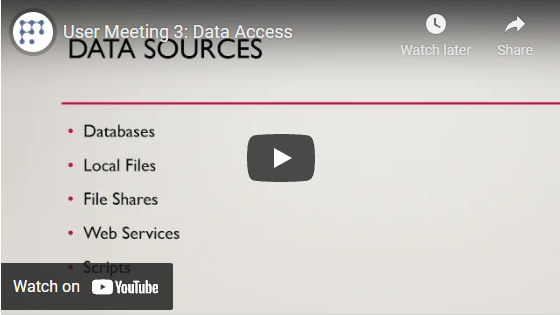 User Meeting 3: Data Access
Watch later
Share
DATA SOURCES
• Databases
• Local Files
• File Shares
• Web Services
• Scripts
Watch on YouTube